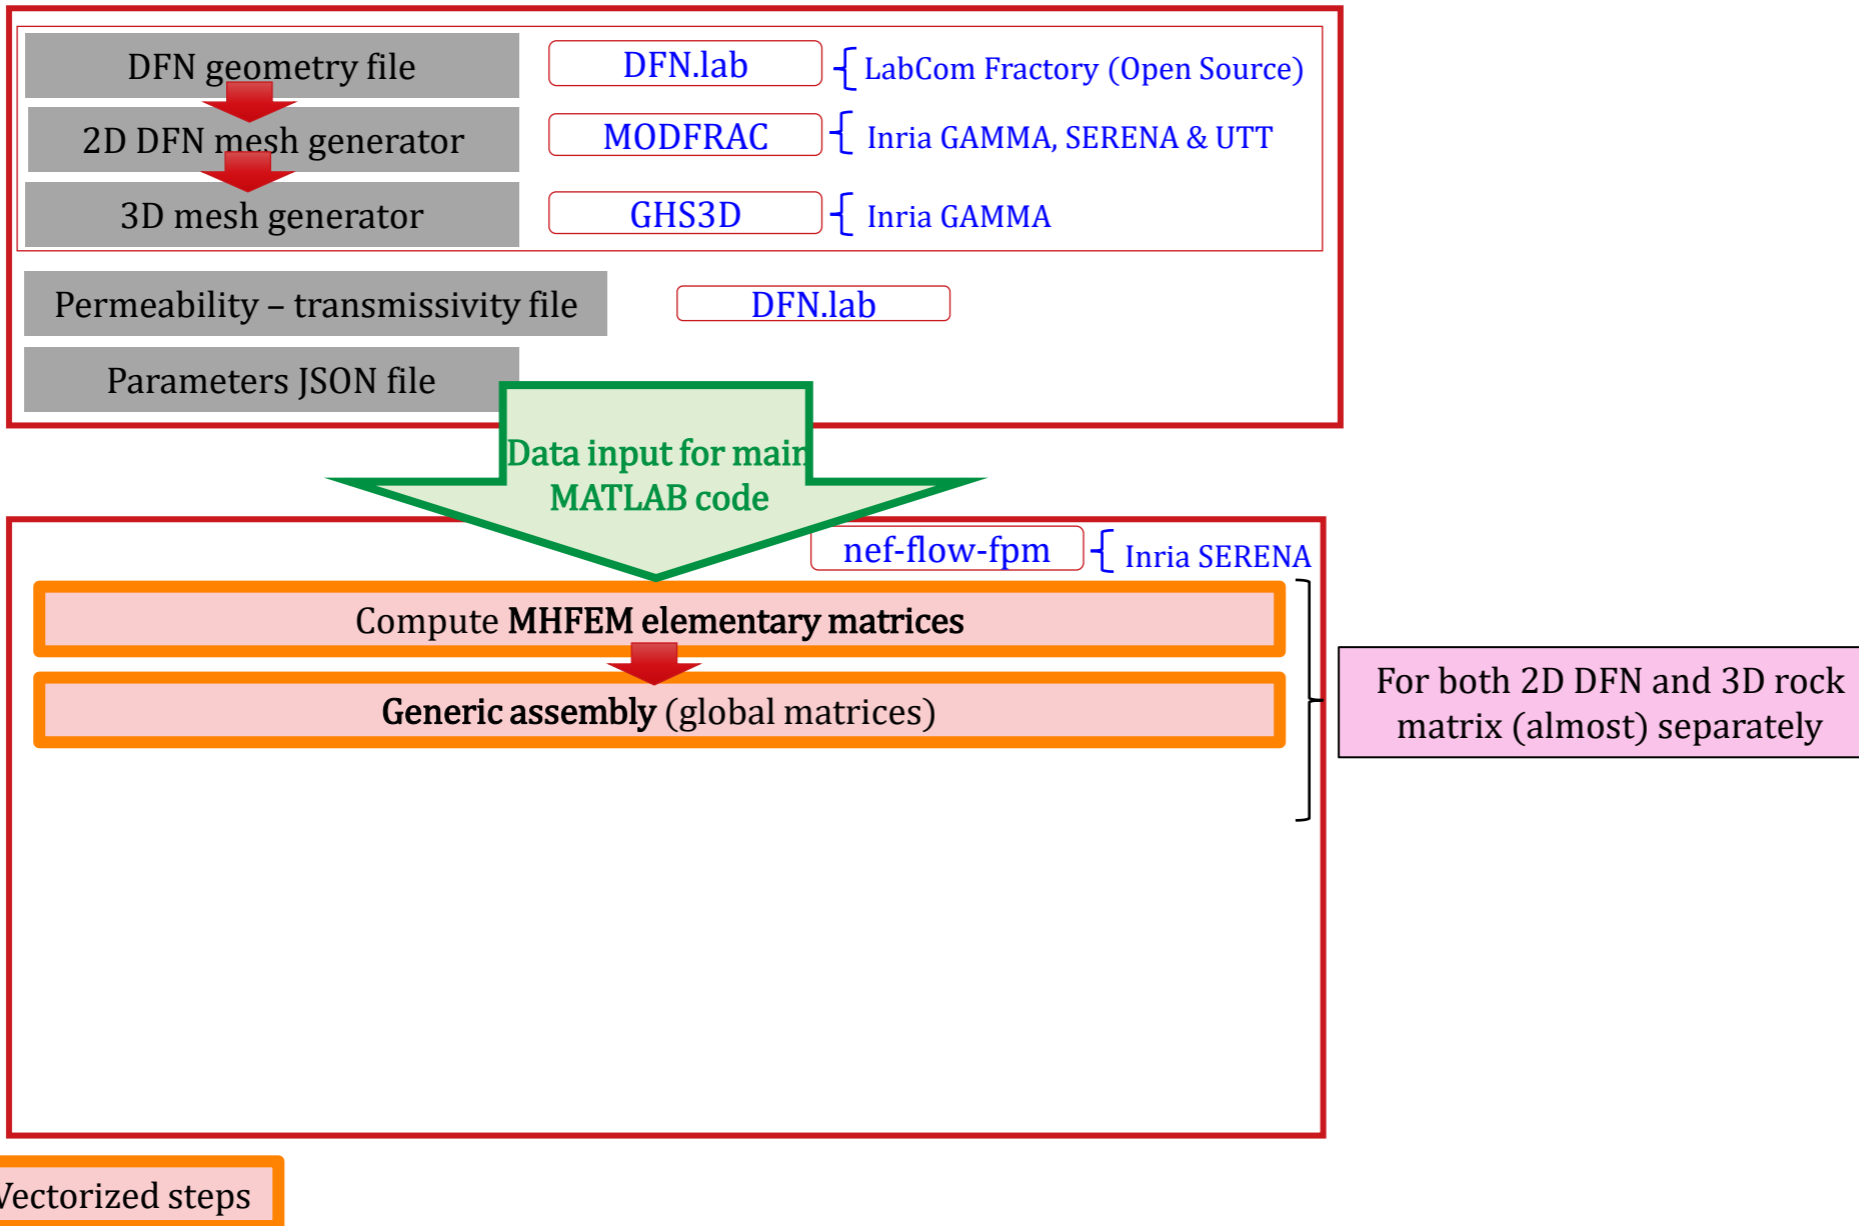 DFN geometry file
DFN.lab
LabCom Fractory (Open Source)
2D DFN mesh generator
MODFRAC
Inria GAMMA, SERENA & UTT
3D mesh generator
GHS3D
Inria GAMMA
Permeability – transmissivity file
DFN.lab
Parameters JSON file
Data input for main
MATLAB code
nef-flow-fpm
Inria SERENA
Compute MHFEM elementary matrices
Generic assembly (global matrices)
For both 2D DFN and 3D rock
matrix (almost) separately
Vectorized steps